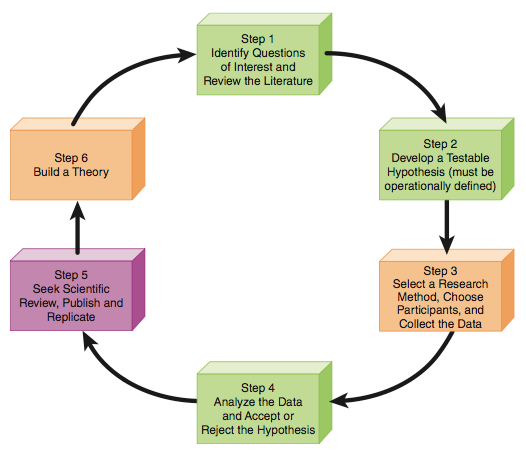 Step 1
Identify Questions
of Interest and
Review the Literature
Step 2
Develop a Testable
Hypothesis (must be
operationally defined)
Step 3
Select a Research
Method, Choose
Participants, and
Collect the Data
Step 4
Analyze the Data
and Accept or
Reject the Hypothesis
Step 5
Seek Scientific
Review, Publish and
Replicate
Step 6
Build a Theory